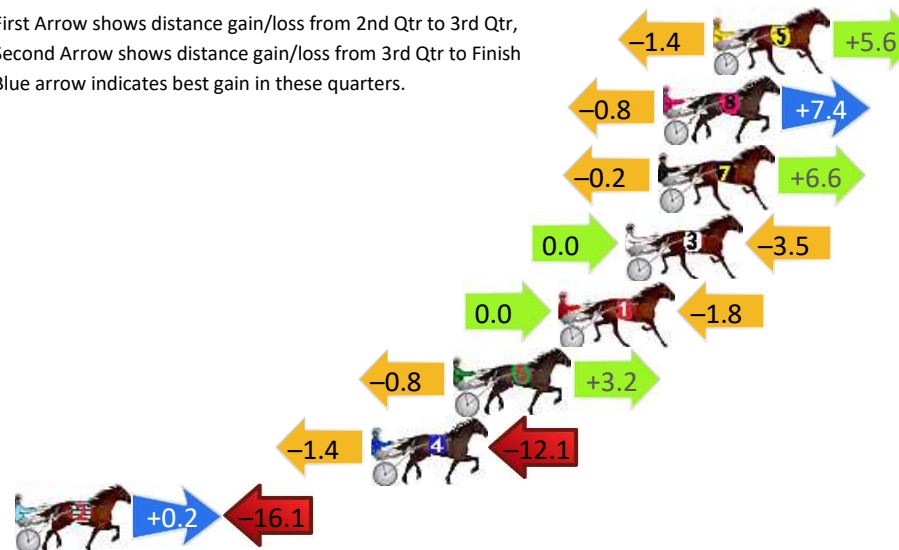 First Arrow shows distance gain/loss from 2nd Qtr to 3rd Qtr,
Second Arrow shows distance gain/loss from 3rd Qtr to Finish
Blue arrow indicates best gain in these quarters.
–1.4 5 +5.6
–0.8 8 +7.4
–0.2 7 +6.6
0.0 3 –3.5
0.0 1 –1.8
–0.8 6 +3.2
–1.4 4 –12.1
2 +0.2 –16.1